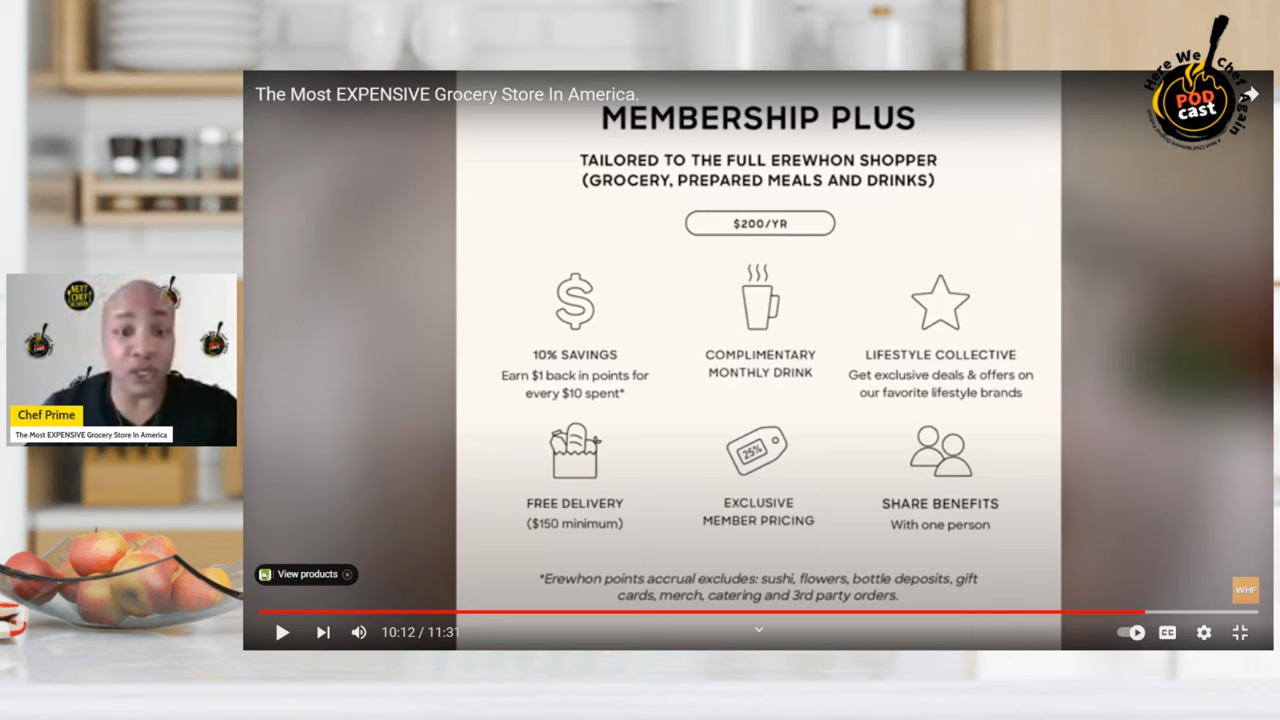 The Most EXPENSIVE Grocery Store In America.
Here We Chef Again
POD
cast
MEMBERSHIP PLUS
TAILORED TO THE FULL EREWHON SHOPPER
(GROCERY, PREPARED MEALS AND DRINKS)
$200/YR
10% SAVINGS
Earn $1 back in points for
every $10 spent*
COMPLIMENTARY
MONTHLY DRINK
LIFESTYLE COLLECTIVE
Get exclusive deals & offers on
our favorite lifestyle brands
25%
FREE DELIVERY
($150 minimum)
EXCLUSIVE
MEMBER PRICING
SHARE BENEFITS
With one person
*Erewhon points accrual excludes: sushi, flowers, bottle deposits, gift
cards, merch, catering and 3rd party orders.
NEXT
CHEF
Chef Prime
The Most EXPENSIVE Grocery Store In America
View products
WHF
10:12 / 11:31
CC